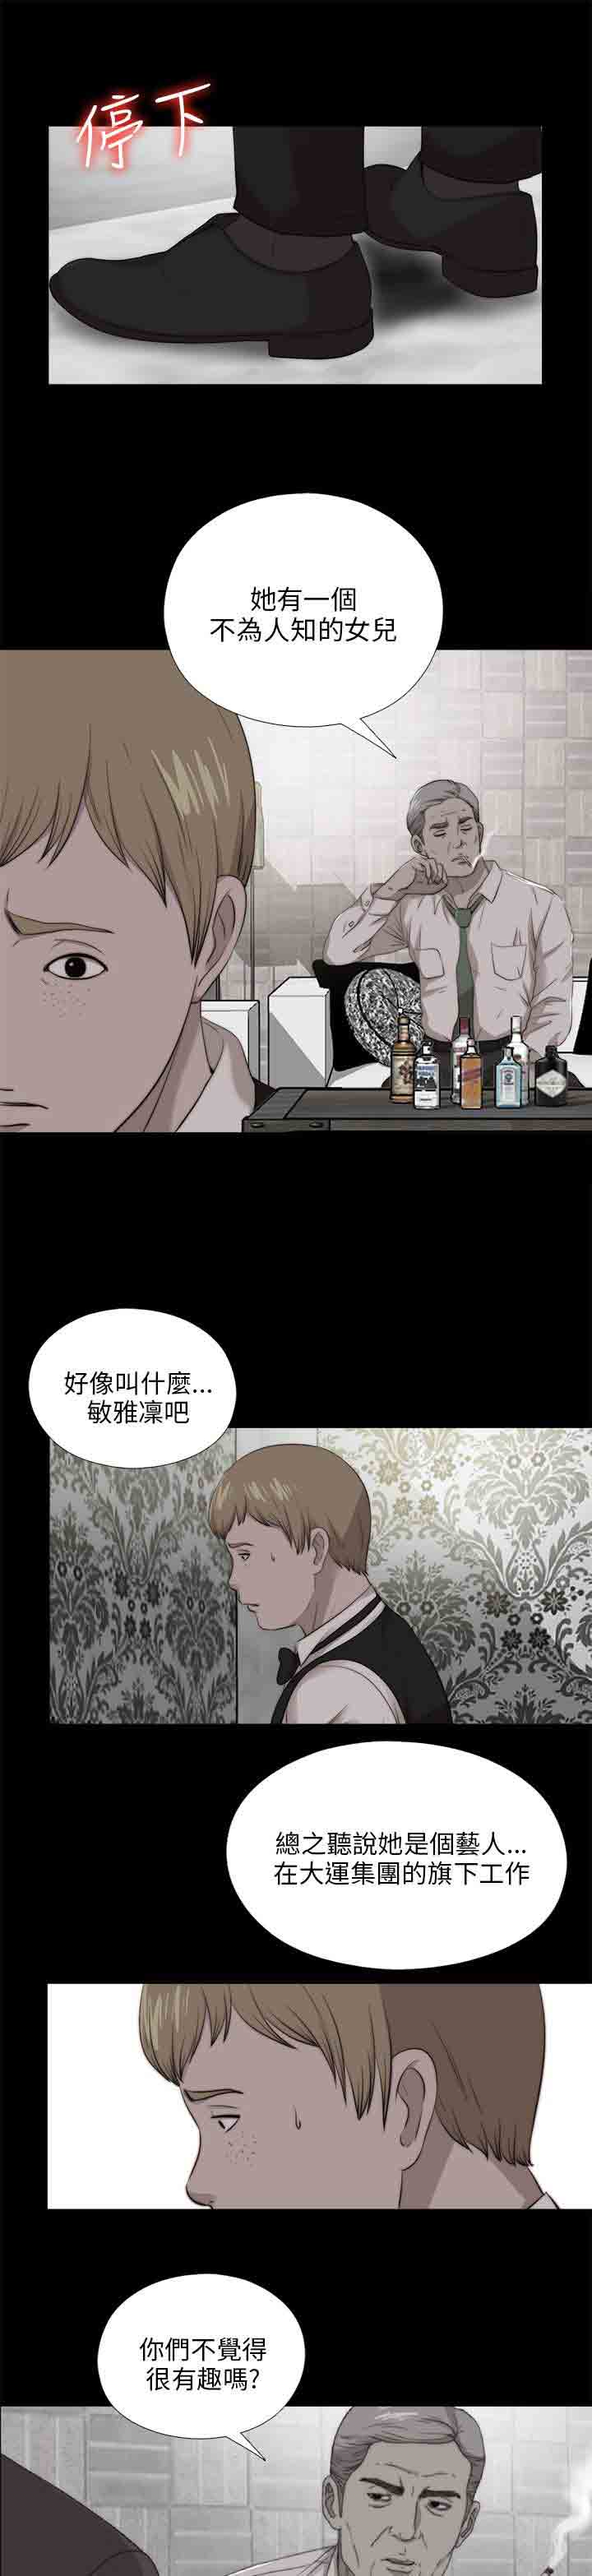 停下
她有一個
不為人知的女兒
好像叫什麼...
敏雅凜吧
總之聽說她是個藝人...
在大運集團的旗下工作
你們不覺得
很有趣嗎?